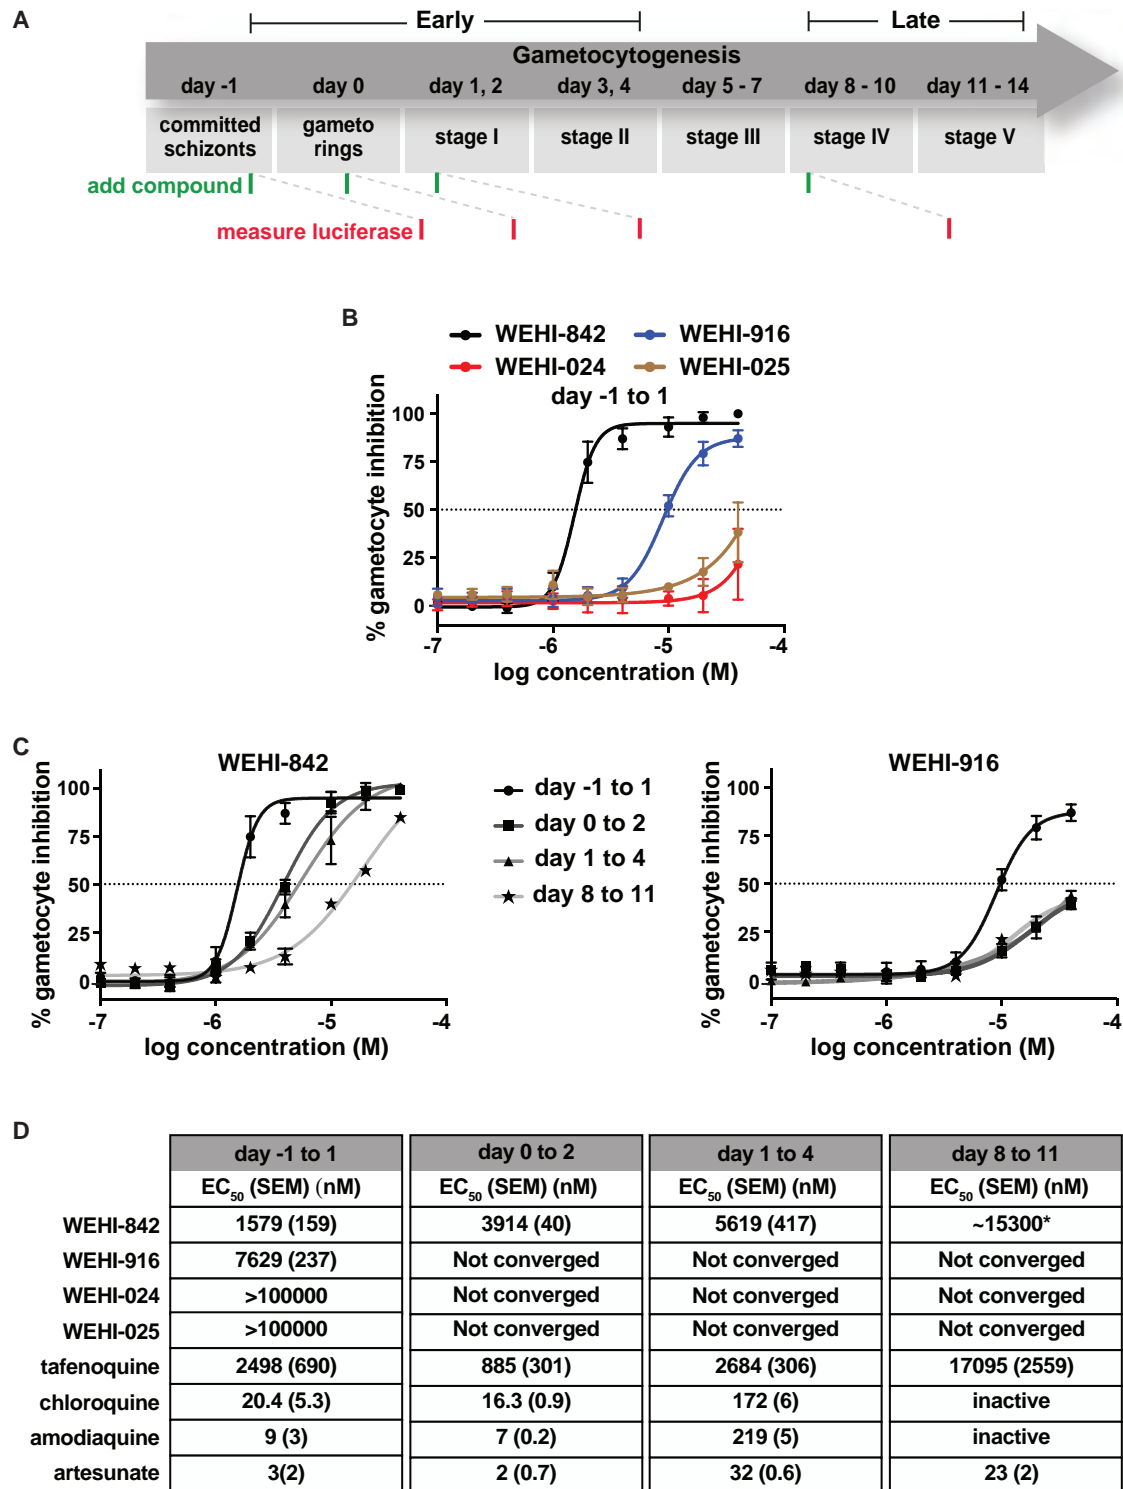 A
Early
Late
Gametocytogenesis
day -1
day 0
day 1, 2
day 3, 4
day 5 - 7
day 8 - 10
day 11 - 14
committed schizonts
gameto rings
stage I
stage II
stage III
stage IV
stage V
add compound
measure luciferase
B
WEHI-842
WEHI-916
WEHI-024
WEHI-025
day -1 to 1
% gametocyte inhibition
100
75
50
25
0
-7
-6
-5
-4
log concentration (M)
C
WEHI-842
% gametocyte inhibition
100
75
50
25
0
-7
-6
-5
-4
log concentration (M)
day -1 to 1
day 0 to 2
day 1 to 4
day 8 to 11
WEHI-916
% gametocyte inhibition
100
75
50
25
0
-7
-6
-5
-4
log concentration (M)
D
day -1 to 1 day 0 to 2 day 1 to 4 day 8 to 11
EC50 (SEM) (nM) EC50 (SEM) (nM) EC50 (SEM) (nM) EC50 (SEM) (nM)
WEHI-842 1579 (159) 3914 (40) 5619 (417) ~15300*
WEHI-916 7629 (237) Not converged Not converged Not converged
WEHI-024 >100000 Not converged Not converged Not converged
WEHI-025 >100000 Not converged Not converged Not converged
tafenoquine 2498 (690) 885 (301) 2684 (306) 17095 (2559)
chloroquine 20.4 (5.3) 16.3 (0.9) 172 (6) inactive
amodiaquine 9 (3) 7 (0.2) 219 (5) inactive
artesunate 3(2) 2 (0.7) 32 (0.6) 23 (2)